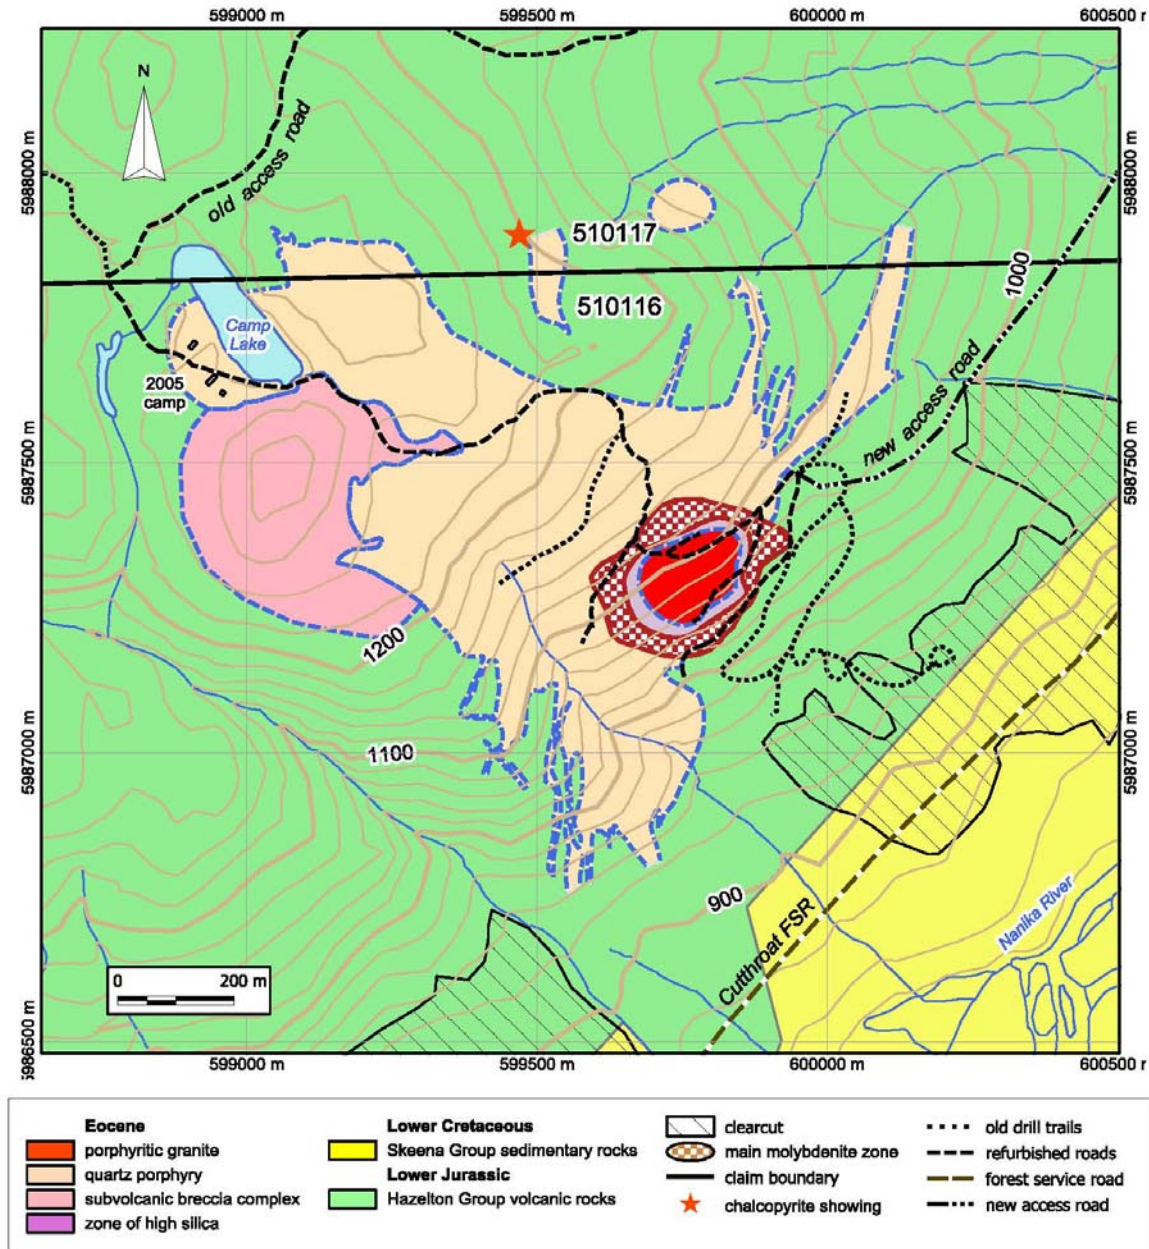 599000 m
599500 m
600000 m
600500 r
N
5988000 m
5988000 m
old access road
510117
1000
510116
Camp
Lake
2005
camp
new access road
5987500 m
5987500 m
1200
1100
5987000 m
5987000 m
900
Cutthroat FSR
Nanika River
0 200 m
5986500 m
599000 m
599500 m
600000 m
600500 r
Eocene
porphyritic granite
quartz porphyry
subvolcanic breccia complex
zone of high silica
Lower Cretaceous
Skeena Group sedimentary rocks
Lower Jurassic
Hazelton Group volcanic rocks
clearcut
main molybdenite zone
claim boundary
chalcopyrite showing
old drill trails
refurbished roads
forest service road
new access road